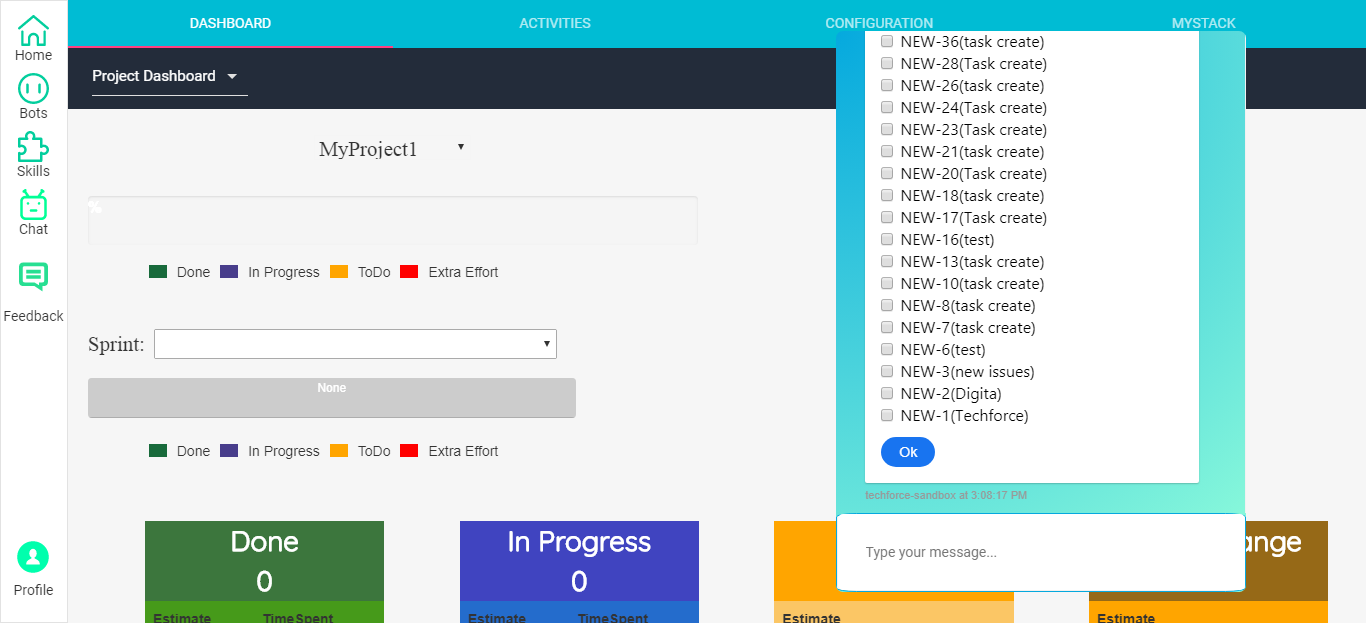 DASHBOARD
ACTIVITIES
CONFIGURATION
MYSTACK
Home
Bots
Skills
Chat
Feedback
Profile
Project Dashboard
MyProject1
%
Done
In Progress
ToDo
Extra Effort
Sprint:
None
Done
In Progress
ToDo
Extra Effort
Done
0
Estimate
TimeSpent
In Progress
0
Estimate
TimeSpent
Estimate
Estimate
NEW-36(task create)
NEW-28(Task create)
NEW-26(task create)
NEW-24(Task create)
NEW-23(Task create)
NEW-21(task create)
NEW-20(Task create)
NEW-18(task create)
NEW-17(Task create)
NEW-16(test)
NEW-13(task create)
NEW-10(task create)
NEW-8(task create)
NEW-7(task create)
NEW-6(test)
NEW-3(new issues)
NEW-2(Digita)
NEW-1(Techforce)
Ok
techforce-sandbox at 3:08:17 PM
Type your message...